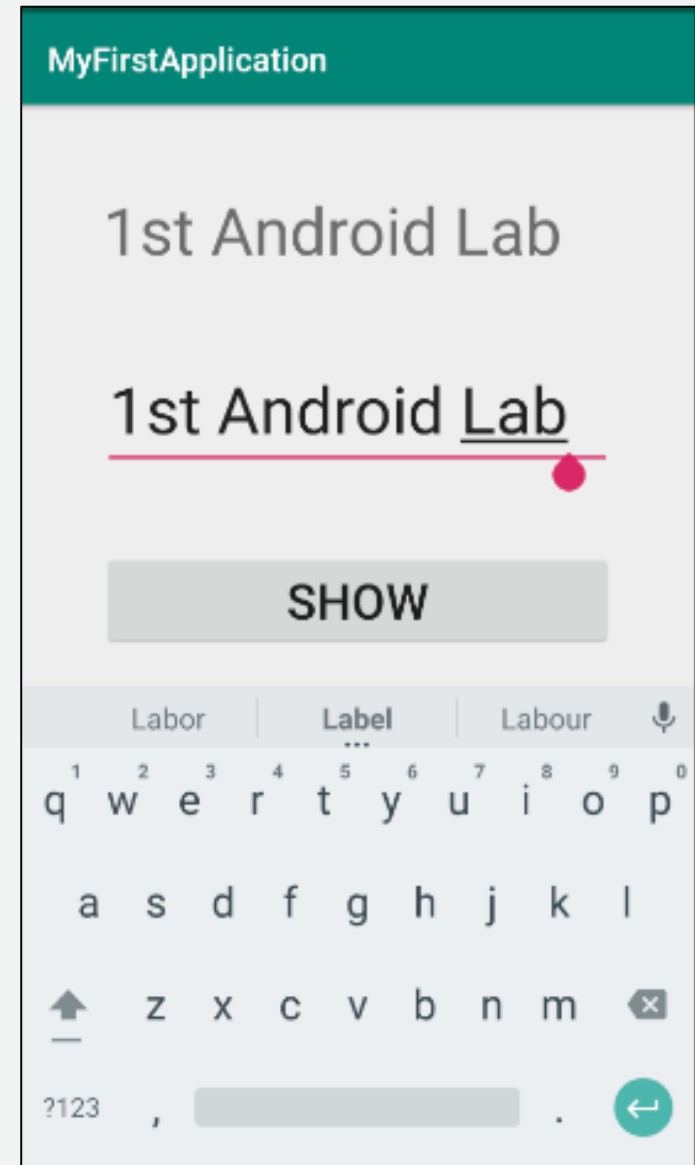 MyFirstApplication
1st Android Lab
1st Android Lab
SHOW
Labor Label Labour
1 2 3 4 5 6 7 8 9 0
q w e r t y u i o p
a s d f g h j k l
z x c v b n m
?123 , .